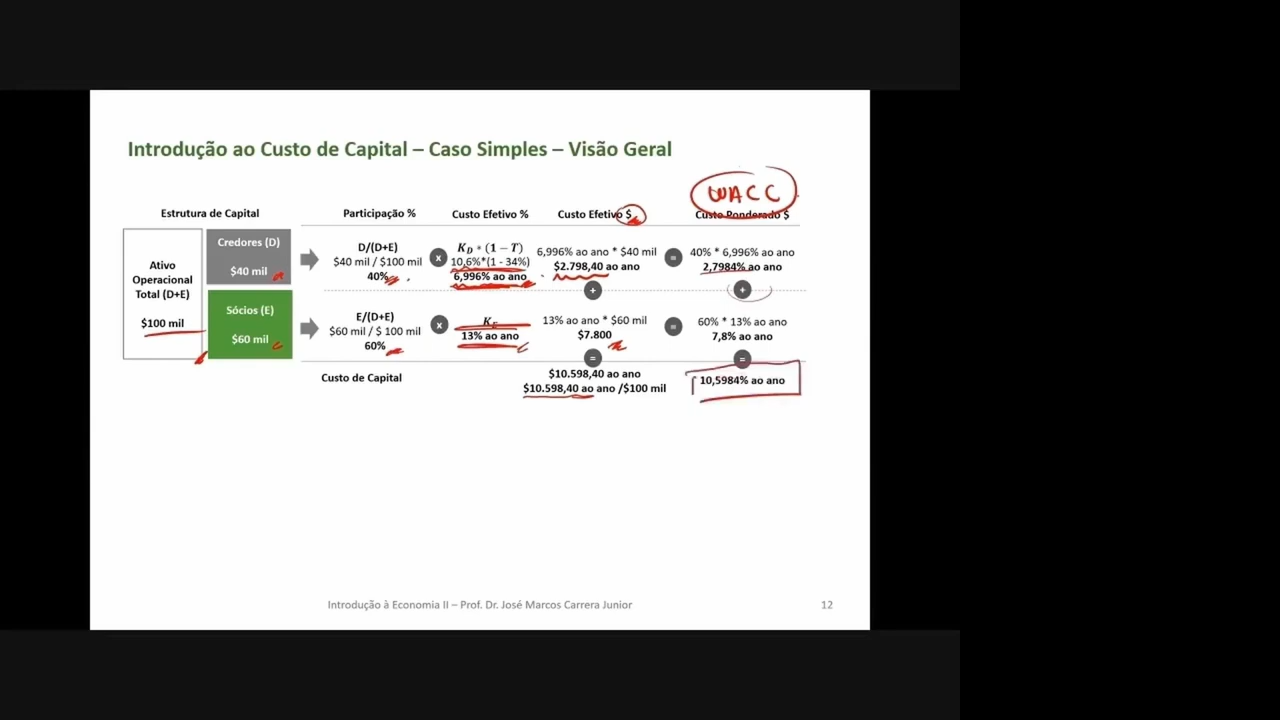 Introdução ao Custo de Capital – Caso Simples – Visão Geral
WACC
Estrutura de Capital
Participação %
Custo Efetivo %
Custo Efetivo $
Custo Ponderado $
Ativo
Operacional
Total (D+E)
$100 mil
Credores (D)
$40 mil
D/(D+E)
$40 mil / $100 mil
40%
x
K_D * (1 − T)
10,6%*(1 - 34%)
6,996% ao ano
6,996% ao ano * $40 mil
$2.798,40 ao ano
=
40% * 6,996% ao ano
2,7984% ao ano
+
+
Sócios (E)
$60 mil
E/(D+E)
$60 mil / $ 100 mil
60%
x
13% ao ano
13% ao ano * $60 mil
$7.800
=
60% * 13% ao ano
7,8% ao ano
=
=
Custo de Capital
$10.598,40 ao ano
$10.598,40 ao ano /$100 mil
10,5984% ao ano
Introdução à Economia II – Prof. Dr. José Marcos Carrera Junior
12